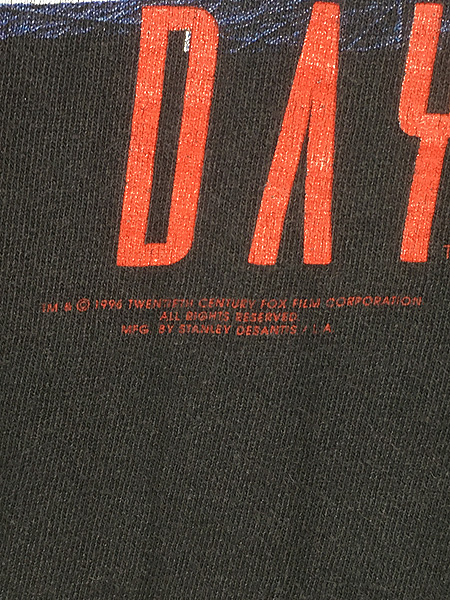 DAY
TM & © 1996 TWENTIETH CENTURY FOX FILM CORPORATION
ALL RIGHTS RESERVED
MFG. BY STANLEY DESANTIS / L.A.